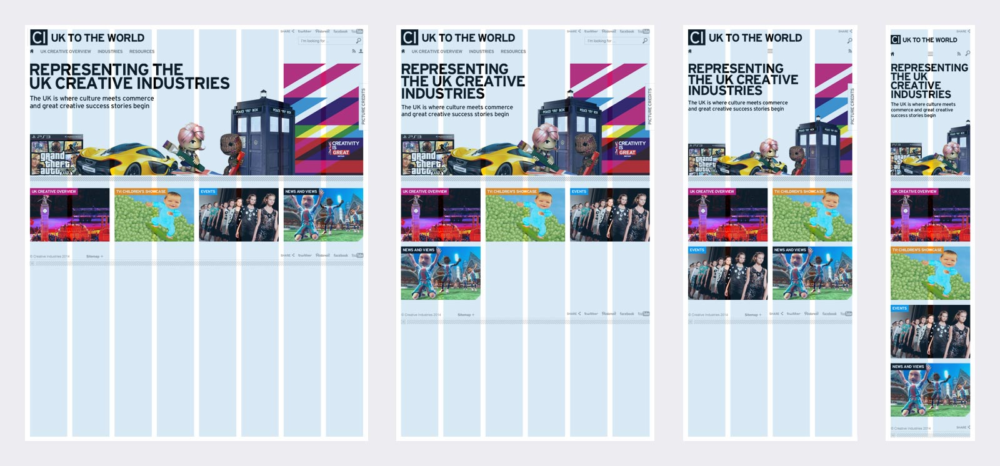 CI UK TO THE WORLD
SHARE twitter Pinterest facebook YouTube
I'm looking for ...
UK CREATIVE OVERVIEW INDUSTRIES RESOURCES
REPRESENTING THE
UK CREATIVE INDUSTRIES
The UK is where culture meets commerce
and great creative success stories begin
PICTURE CREDITS
POLICE BOX
POLICE BOX
PS3
grand
theft
auto
CREATIVITY
IS
GREAT
BRITAIN
UK CREATIVE OVERVIEW
TV: CHILDREN'S SHOWCASE
EVENTS
NEWS AND VIEWS
© Creative Industries 2014 Sitemap +
SHARE twitter Pinterest facebook YouTube
CI UK TO THE WORLD
SHARE twitter Pinterest facebook YouTube
I'm looking for ...
UK CREATIVE OVERVIEW INDUSTRIES RESOURCES
REPRESENTING
THE UK CREATIVE
INDUSTRIES
The UK is where culture meets commerce
and great creative success stories begin
PICTURE CREDITS
POLICE BOX
POLICE BOX
PS3
grand
theft
auto
CREATIVITY
IS
GREAT
BRITAIN
UK CREATIVE OVERVIEW
TV: CHILDREN'S SHOWCASE
EVENTS
NEWS AND VIEWS
© Creative Industries 2014 Sitemap +
SHARE twitter Pinterest facebook YouTube
CI UK TO THE WORLD
SHARE
REPRESENTING
THE UK CREATIVE
INDUSTRIES
The UK is where culture meets commerce
and great creative success stories begin
PICTURE CREDITS
PS3
grand
theft
auto
UK CREATIVE OVERVIEW
TV: CHILDREN'S SHOWCASE
EVENTS
NEWS AND VIEWS
© Creative Industries 2014 Sitemap +
SHARE twitter Pinterest facebook YouTube
CI UK TO THE WORLD
SHARE
REPRESENTING
THE UK
CREATIVE
INDUSTRIES
The UK is where culture meets
commerce and great creative
success stories begin
PS3
UK CREATIVE OVERVIEW
TV: CHILDREN'S SHOWCASE
EVENTS
NEWS AND VIEWS
© Creative Industries 2014
SHARE